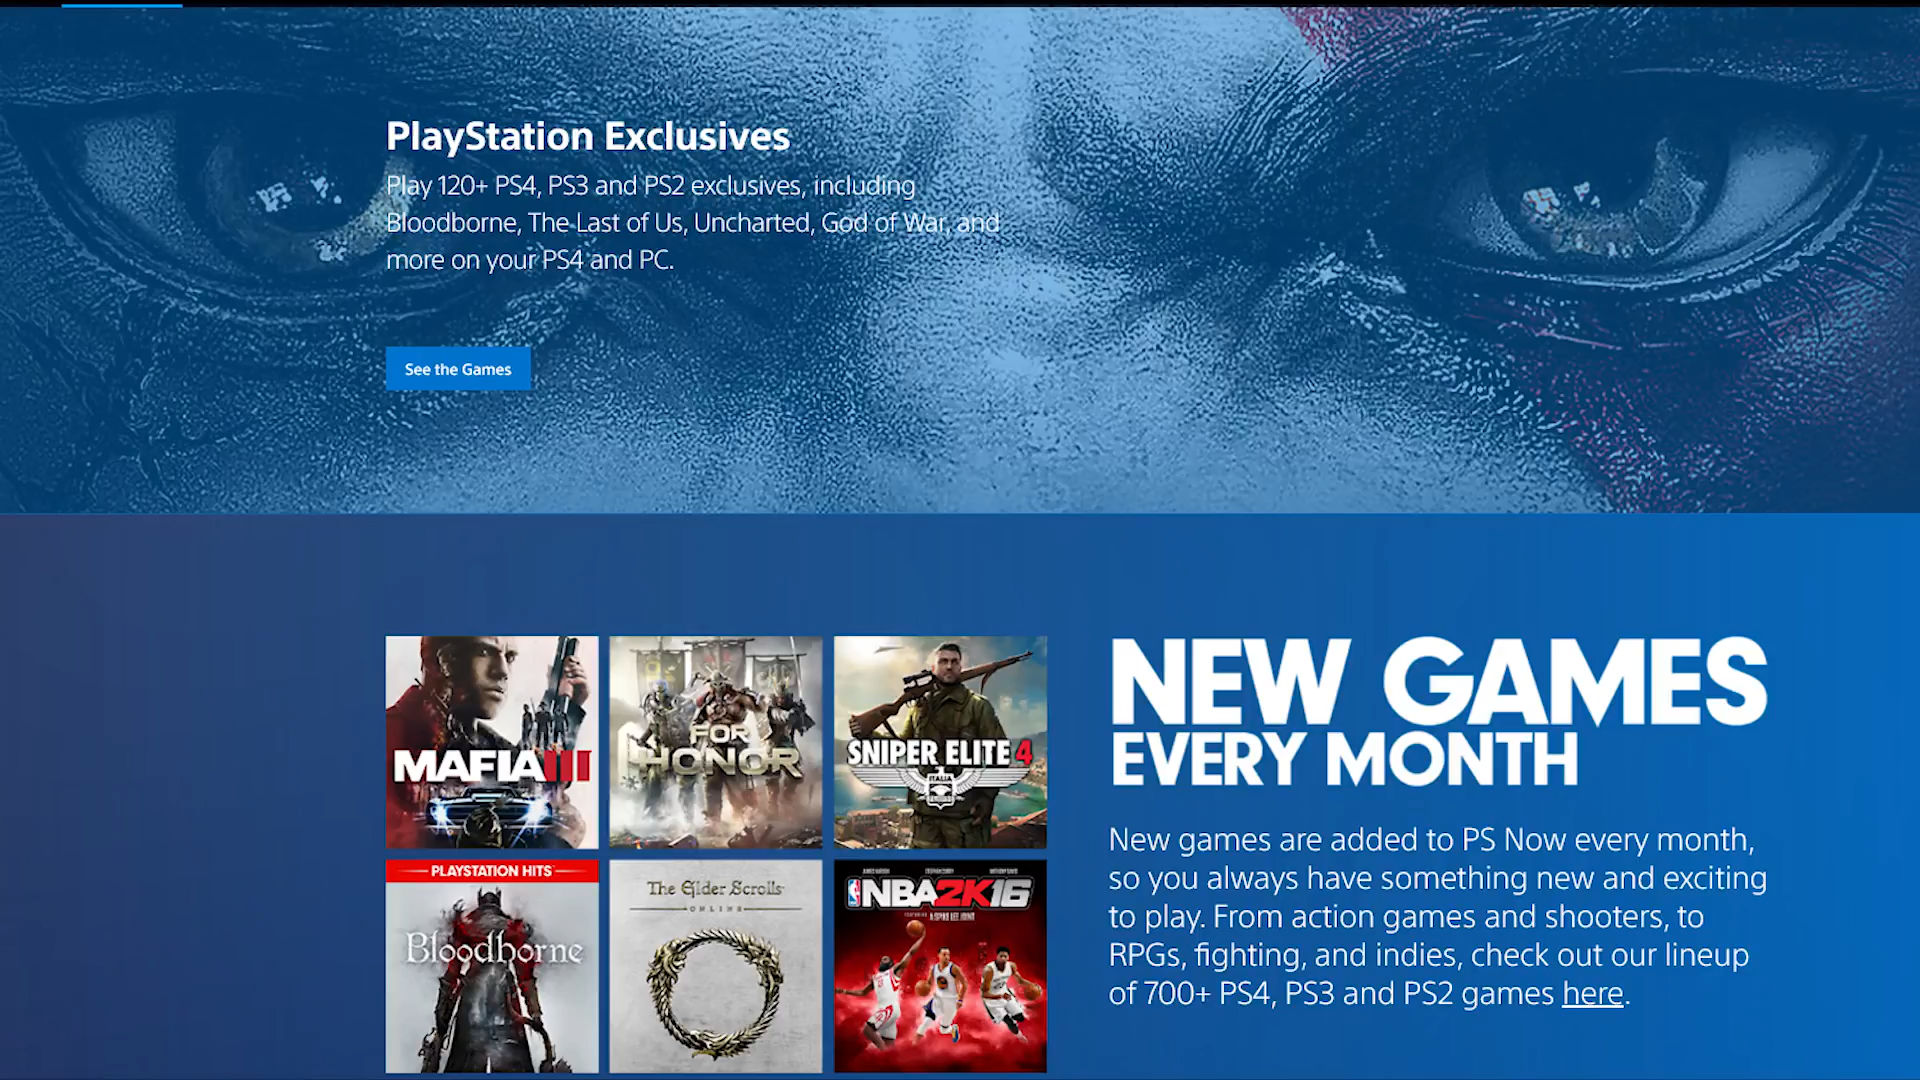 PlayStation Exclusives
Play 120+ PS4, PS3 and PS2 exclusives, including
Bloodborne, The Last of Us, Uncharted, God of War, and
more on your PS4 and PC.
See the Games
NEW GAMES
EVERY MONTH
New games are added to PS Now every month,
so you always have something new and exciting
to play. From action games and shooters, to
RPGs, fighting, and indies, check out our lineup
of 700+ PS4, PS3 and PS2 games here.
MAFIA III
FOR
HONOR
SNIPER ELITE 4
ITALIA
PLAYSTATION HITS
Bloodborne
The Elder Scrolls
ONLINE
NBA 2K16
A SPIKE LEE JOINT